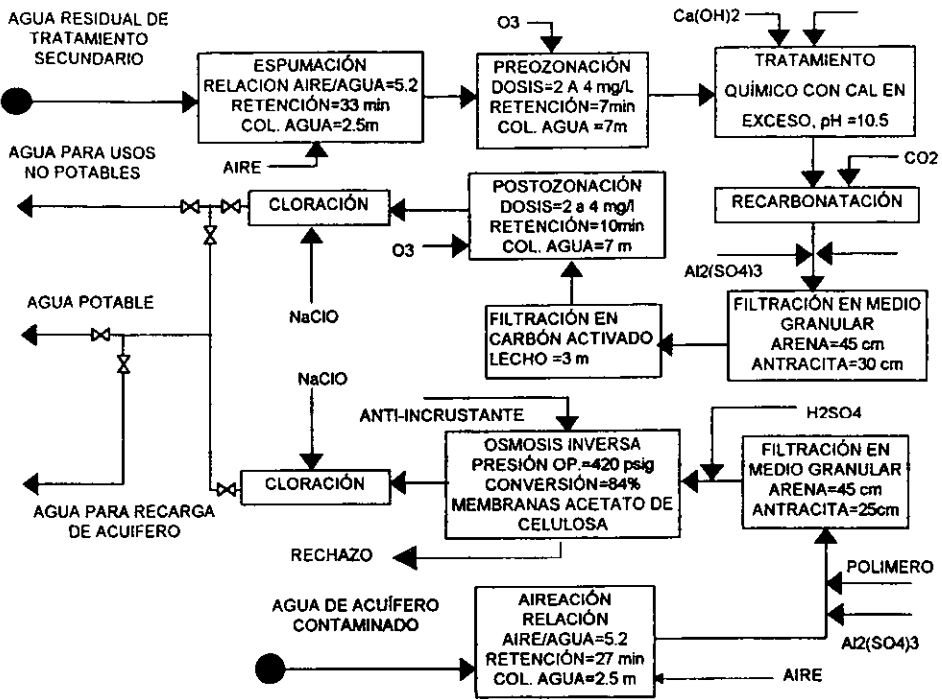 AGUA RESIDUAL DE
TRATAMIENTO
SECUNDARIO
ESPUMACIÓN
RELACION AIRE/AGUA=5.2
RETENCIÓN=33 min
COL. AGUA=2.5m
AIRE
O3
PREOZONACIÓN
DOSIS=2 A 4 mg/L
RETENCIÓN=7min
COL. AGUA =7m
Ca(OH)2
TRATAMIENTO
QUÍMICO CON CAL EN
EXCESO, pH =10.5
CO2
RECARBONATACIÓN
Al2(SO4)3
FILTRACIÓN EN MEDIO
GRANULAR
ARENA=45 cm
ANTRACITA=30 cm
FILTRACIÓN EN
CARBÓN ACTIVADO
LECHO =3 m
POSTOZONACIÓN
DOSIS=2 a 4 mg/l
RETENCIÓN=10min
COL. AGUA=7 m
O3
CLORACIÓN
NaClO
AGUA PARA USOS
NO POTABLES
AGUA POTABLE
AGUA PARA RECARGA
DE ACUIFERO
NaClO
CLORACIÓN
ANTI-INCRUSTANTE
OSMOSIS INVERSA
PRESIÓN OP.=420 psig
CONVERSIÓN=84%
MEMBRANAS ACETATO DE
CELULOSA
RECHAZO
H2SO4
FILTRACIÓN EN
MEDIO GRANULAR
ARENA=45 cm
ANTRACITA=25cm
POLIMERO
Al2(SO4)3
AGUA DE ACUÍFERO
CONTAMINADO
AIREACIÓN
RELACIÓN
AIRE/AGUA=5.2
RETENCIÓN=27 min
COL. AGUA=2.5 m
AIRE